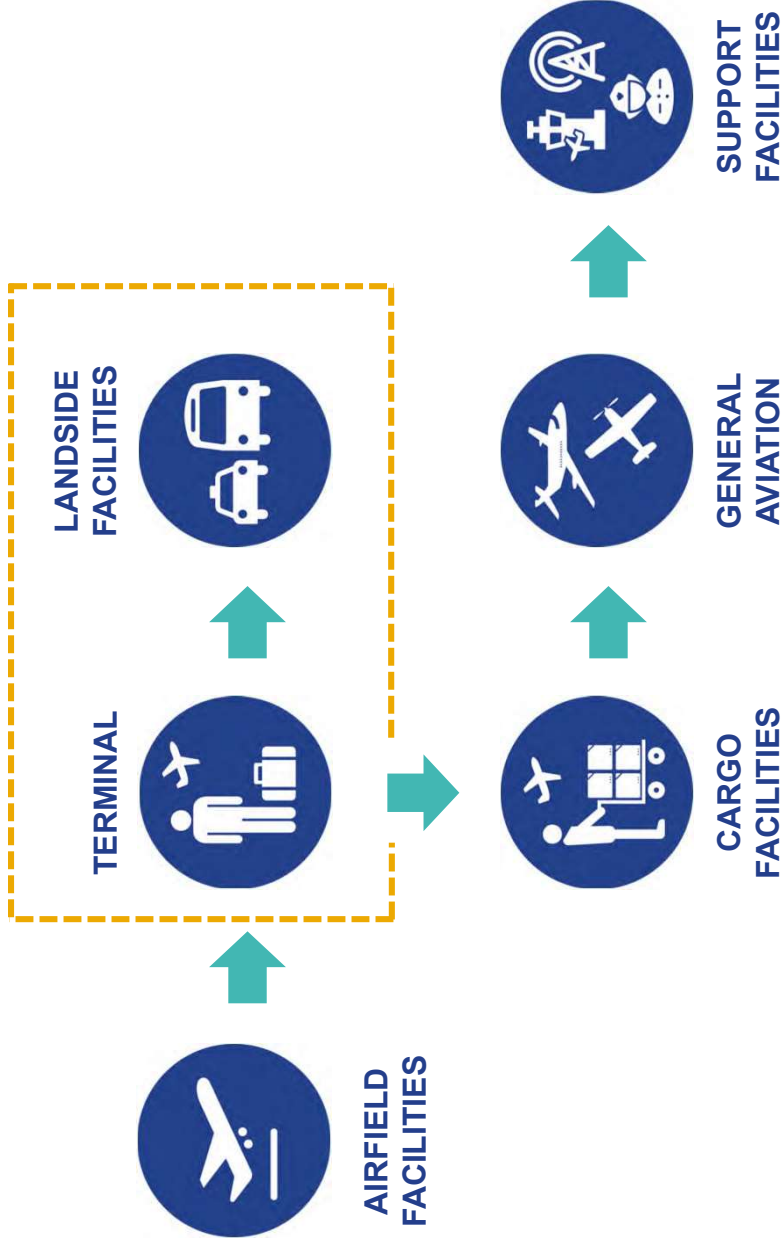 AIRFIELD
FACILITIES
TERMINAL
LANDSIDE
FACILITIES
CARGO
FACILITIES
GENERAL
AVIATION
SUPPORT
FACILITIES